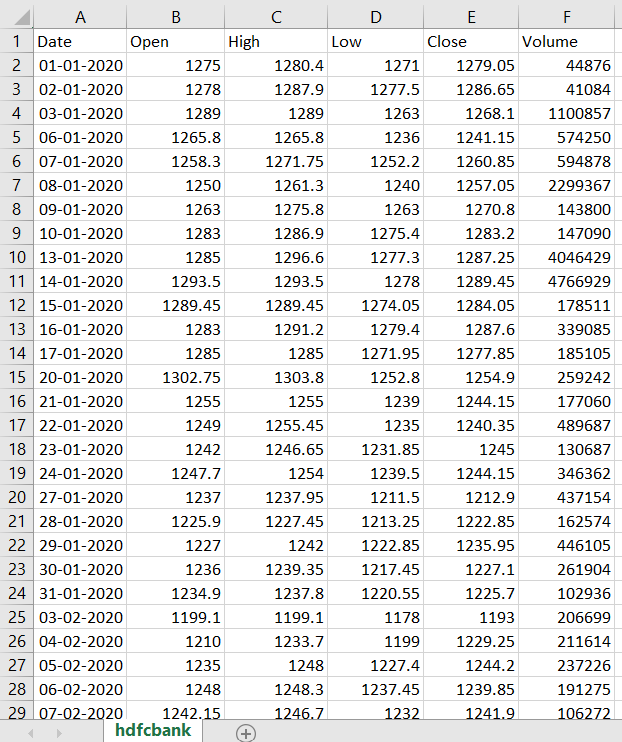 A B C D E F
1 Date Open High Low Close Volume
2 01-01-2020 1275 1280.4 1271 1279.05 44876
3 02-01-2020 1278 1287.9 1277.5 1286.65 41084
4 03-01-2020 1289 1289 1263 1268.1 1100857
5 06-01-2020 1265.8 1265.8 1236 1241.15 574250
6 07-01-2020 1258.3 1271.75 1252.2 1260.85 594878
7 08-01-2020 1250 1261.3 1240 1257.05 2299367
8 09-01-2020 1263 1275.8 1263 1270.8 143800
9 10-01-2020 1283 1286.9 1275.4 1283.2 147090
10 13-01-2020 1285 1296.6 1277.3 1287.25 4046429
11 14-01-2020 1293.5 1293.5 1278 1289.45 4766929
12 15-01-2020 1289.45 1289.45 1274.05 1284.05 178511
13 16-01-2020 1283 1291.2 1279.4 1287.6 339085
14 17-01-2020 1285 1285 1271.95 1277.85 185105
15 20-01-2020 1302.75 1303.8 1252.8 1254.9 259242
16 21-01-2020 1255 1255 1239 1244.15 177060
17 22-01-2020 1249 1255.45 1235 1240.35 489687
18 23-01-2020 1242 1246.65 1231.85 1245 130687
19 24-01-2020 1247.7 1254 1239.5 1244.15 346362
20 27-01-2020 1237 1237.95 1211.5 1212.9 437154
21 28-01-2020 1225.9 1227.45 1213.25 1222.85 162574
22 29-01-2020 1227 1242 1222.85 1235.95 446105
23 30-01-2020 1236 1239.35 1217.45 1227.1 261904
24 31-01-2020 1234.9 1237.8 1220.55 1225.7 102936
25 03-02-2020 1199.1 1199.1 1178 1193 206699
26 04-02-2020 1210 1233.7 1199 1229.25 211614
27 05-02-2020 1235 1248 1227.4 1244.2 237226
28 06-02-2020 1248 1248.3 1237.45 1239.85 191275
29 07-02-2020 1242.15 1246.7 1232 1241.9 106272
hdfcbank